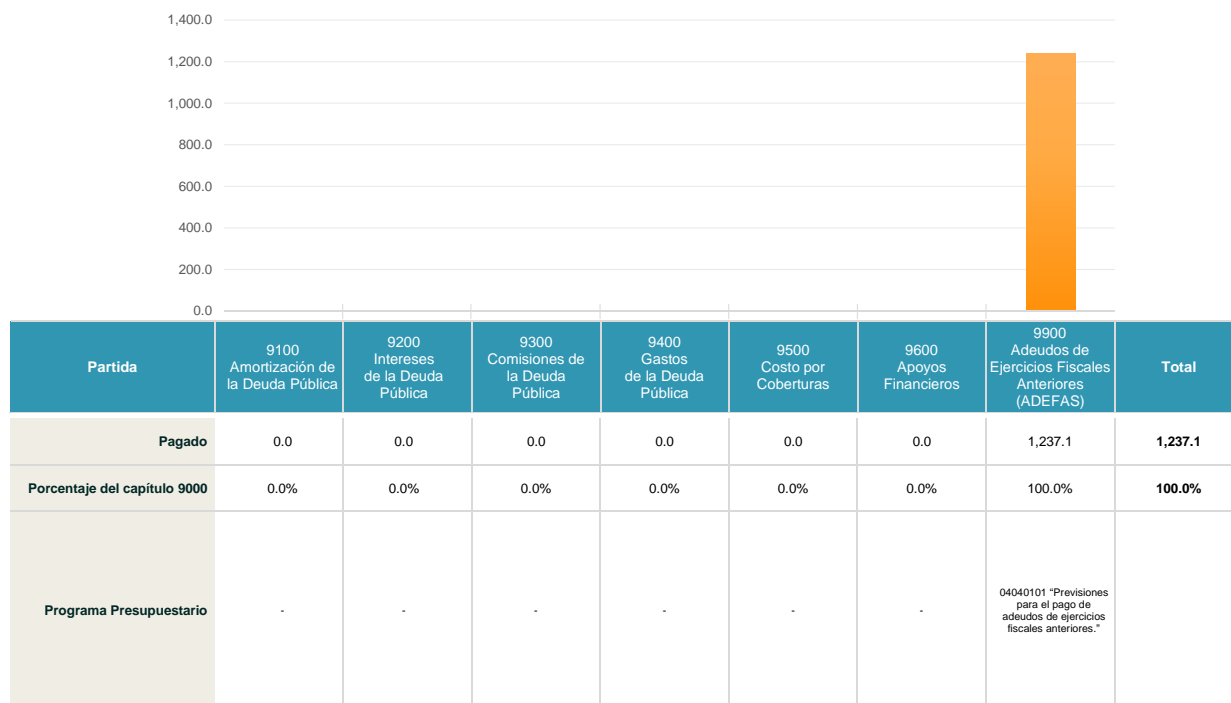 1,400.0
1,200.0
1,000.0
800.0
600.0
400.0
200.0
0.0
Partida
9100
Amortización de
la Deuda Pública
9200
Intereses
de la Deuda
Pública
9300
Comisiones de
la Deuda
Pública
9400
Gastos
de la Deuda
Pública
9500
Costo por
Coberturas
9600
Apoyos
Financieros
9900
Adeudos de
Ejercicios Fiscales
Anteriores
(ADEFAS)
Total
Pagado 0.0 0.0 0.0 0.0 0.0 0.0 1,237.1 1,237.1
Porcentaje del capítulo 9000 0.0% 0.0% 0.0% 0.0% 0.0% 0.0% 100.0% 100.0%
Programa Presupuestario - - - - - -
04040101 “Previsiones
para el pago de
adeudos de ejercicios
fiscales anteriores.”